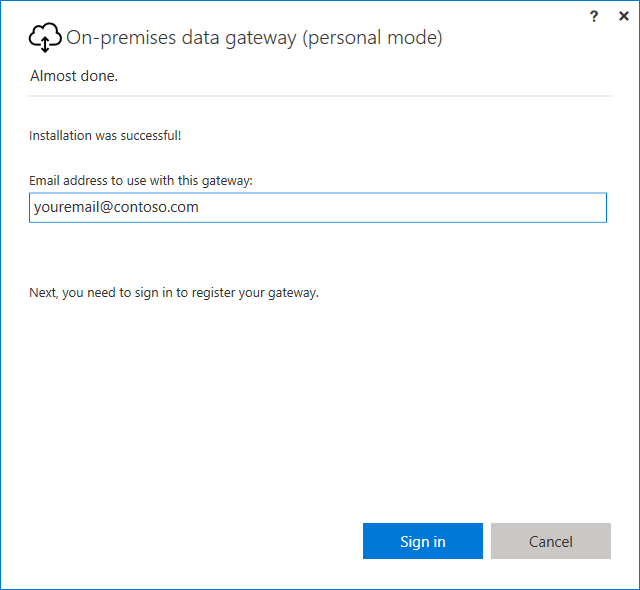 ?
On-premises data gateway (personal mode)
Almost done.
Installation was successful!
Email address to use with this gateway:
youremail@contoso.com
Next, you need to sign in to register your gateway.
Sign in
Cancel